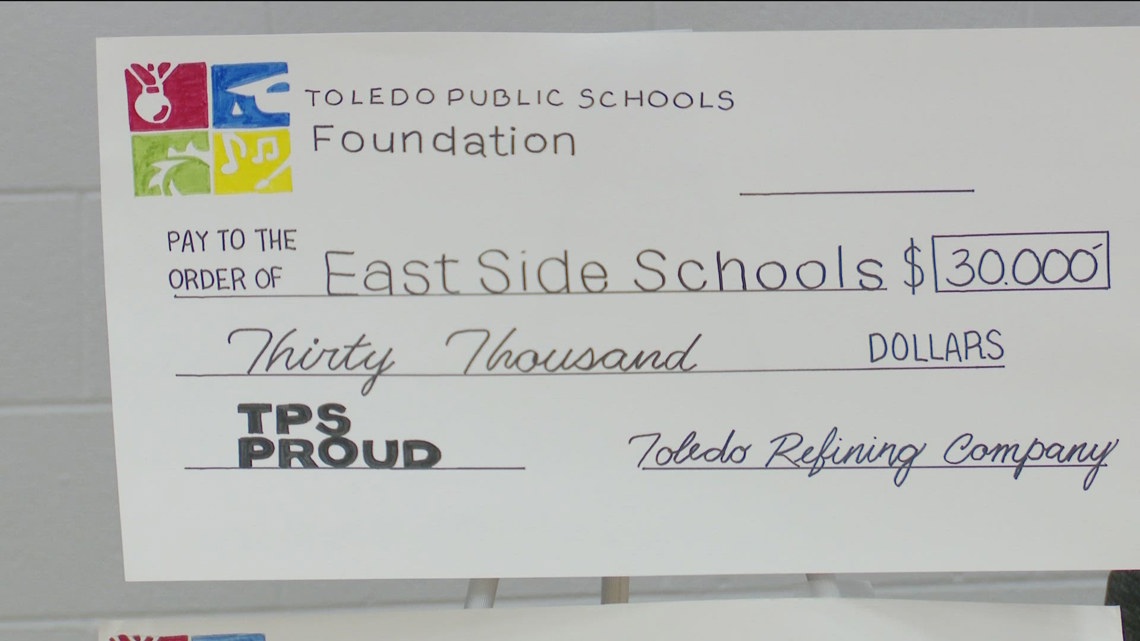 TOLEDO PUBLIC SCHOOLS
Foundation
PAY TO THE
ORDER OF East Side Schools $ 30.000
Thirty Thousand DOLLARS
TPS
PROUD Toledo Refining Company